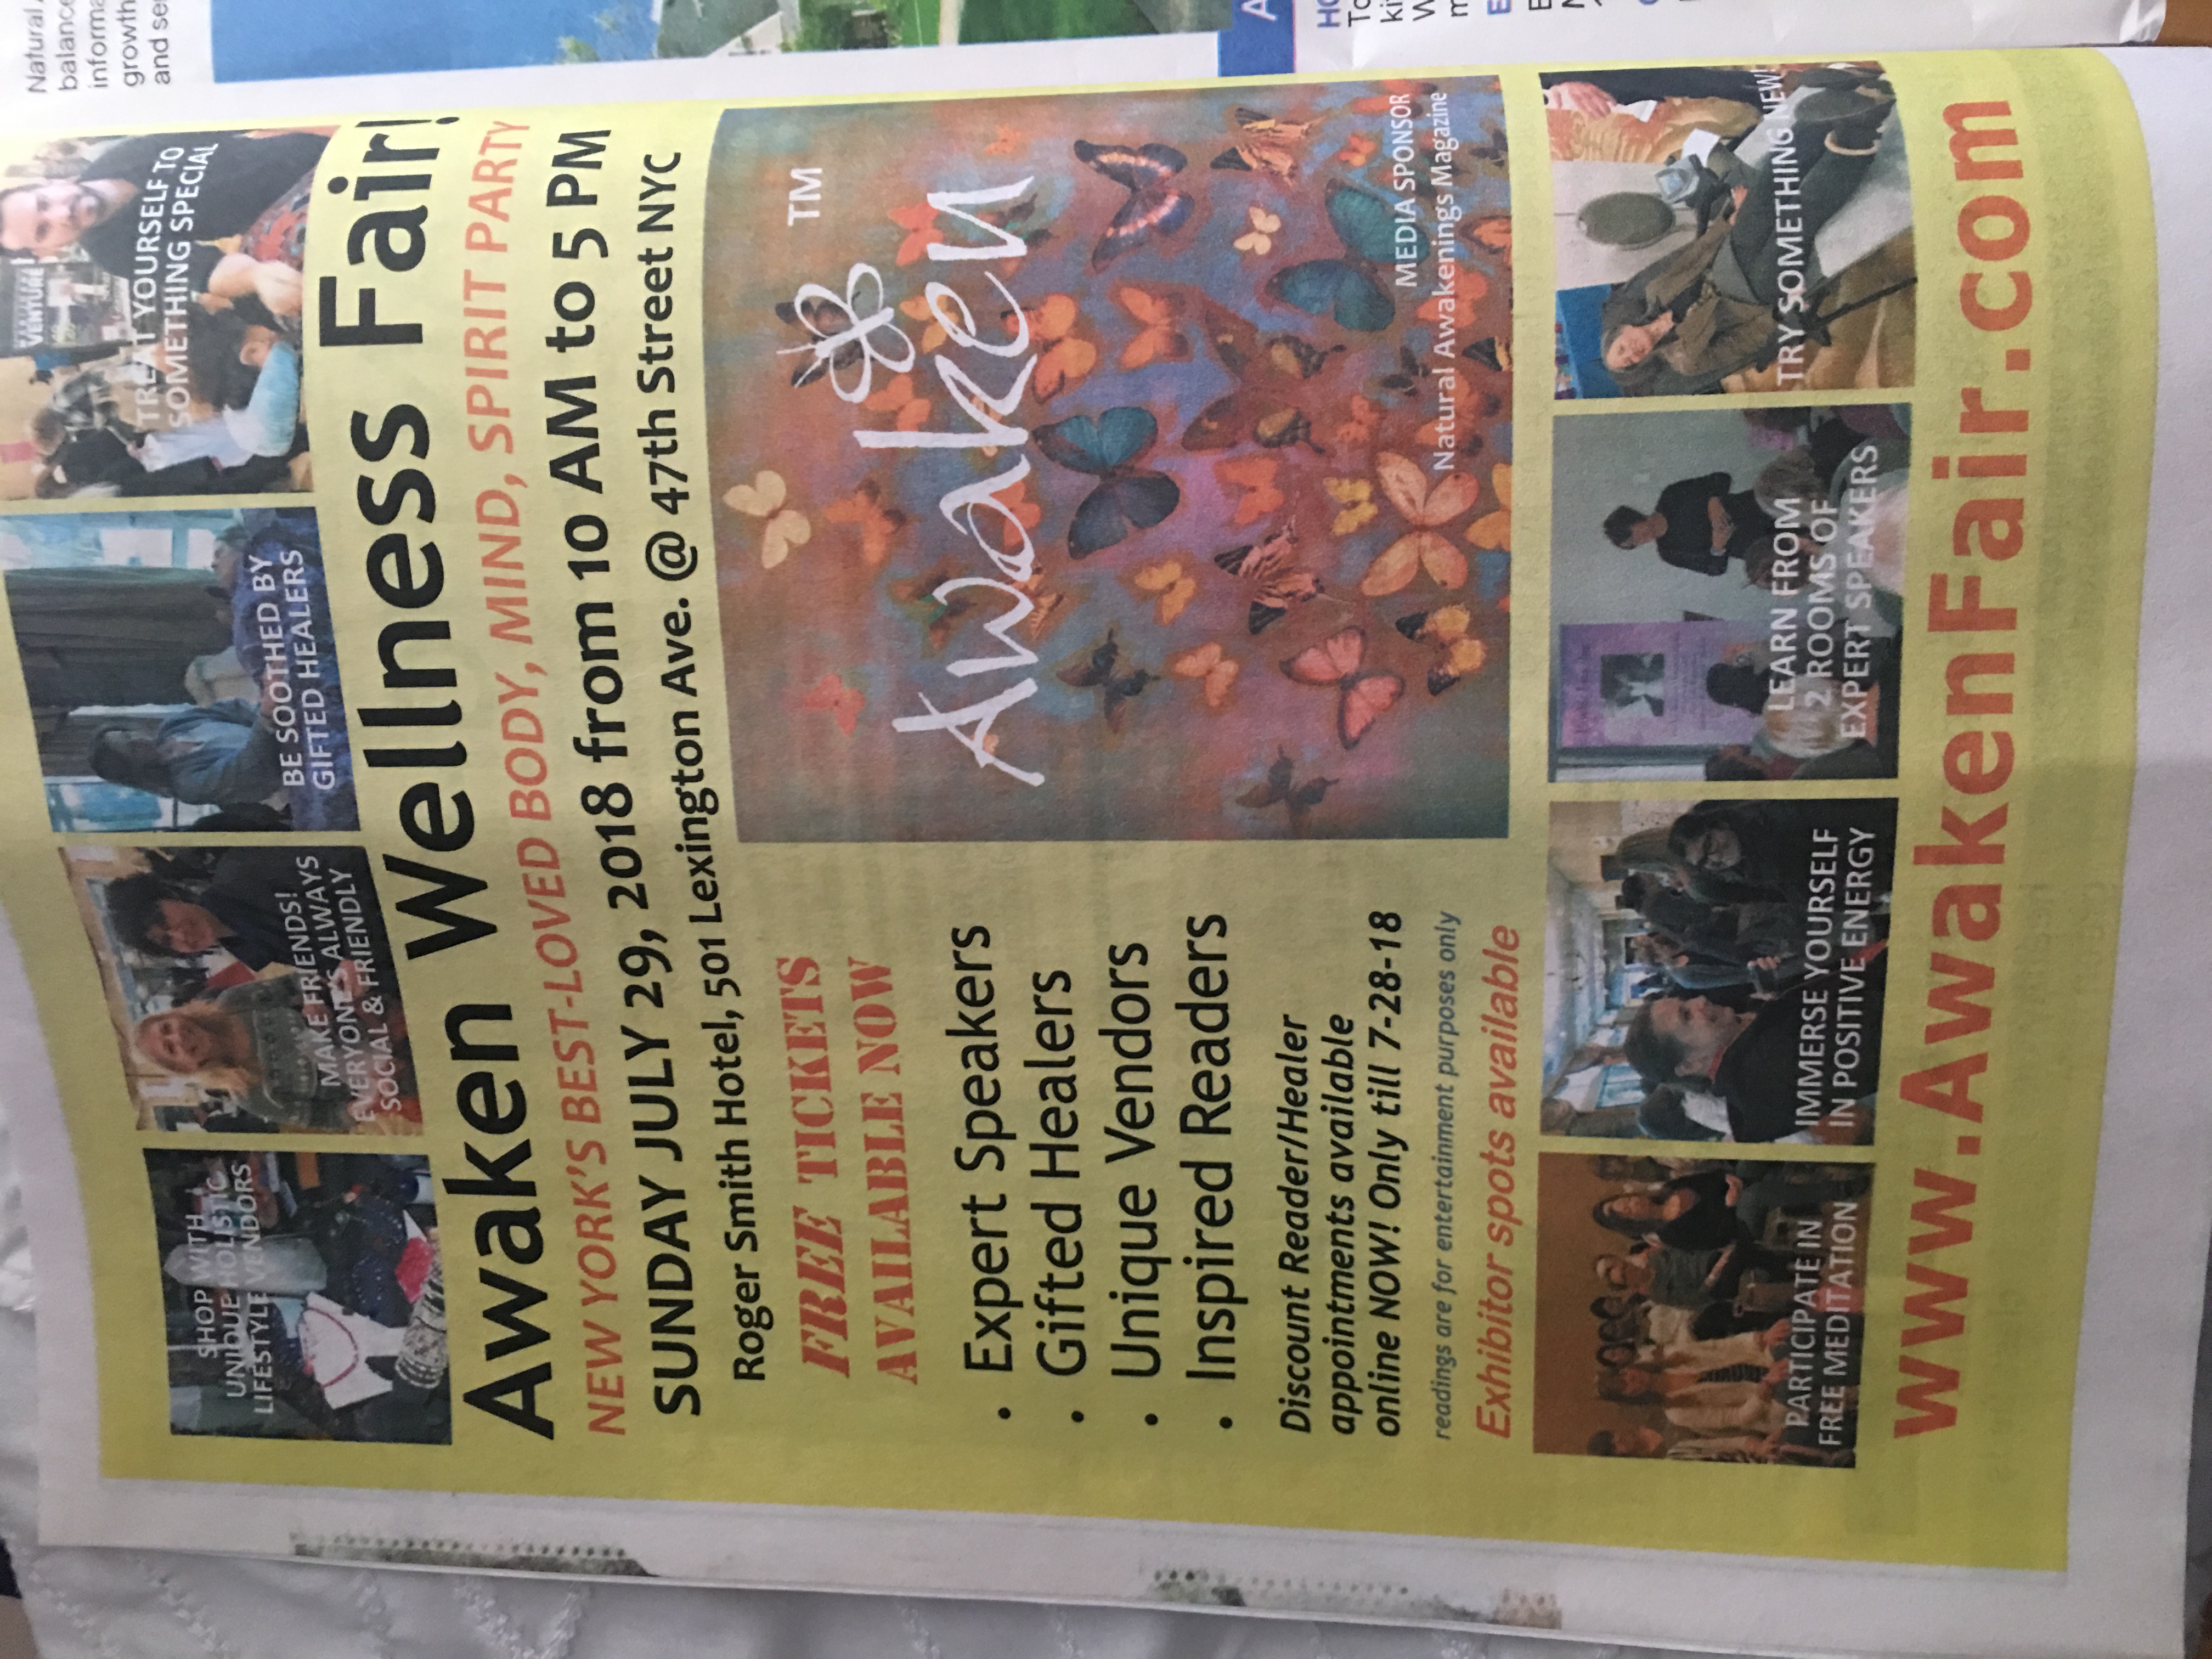 VENTURE
SHOP WITH
UNIQUE HOLISTIC
LIFESTYLE VENDORS
MAKE FRIENDS!
EVERYONE'S ALWAYS
SOCIAL & FRIENDLY
BE SOOTHED BY
GIFTED HEALERS
TREAT YOURSELF TO
SOMETHING SPECIAL
Awaken Wellness Fair!
NEW YORK'S BEST-LOVED BODY, MIND, SPIRIT PARTY
SUNDAY JULY 29, 2018 from 10 AM to 5 PM
Roger Smith Hotel, 501 Lexington Ave. @ 47th Street NYC
FREE TICKETS
AVAILABLE NOW
. Expert Speakers
. Gifted Healers
. Unique Vendors
. Inspired Readers
Discount Reader/Healer
appointments available
online NOW! Only till 7-28-18
readings are for entertainment purposes only
Exhibitor spots available
TM
Awaken
MEDIA SPONSOR
Natural Awakenings Magazine
PARTICIPATE IN
FREE MEDITATION
IMMERSE YOURSELF
IN POSITIVE ENERGY
LEARN FROM
2 ROOMS OF
EXPERT SPEAKERS
TRY SOMETHING NEW!
www.AwakenFair.com
Natural
balance
growth
and